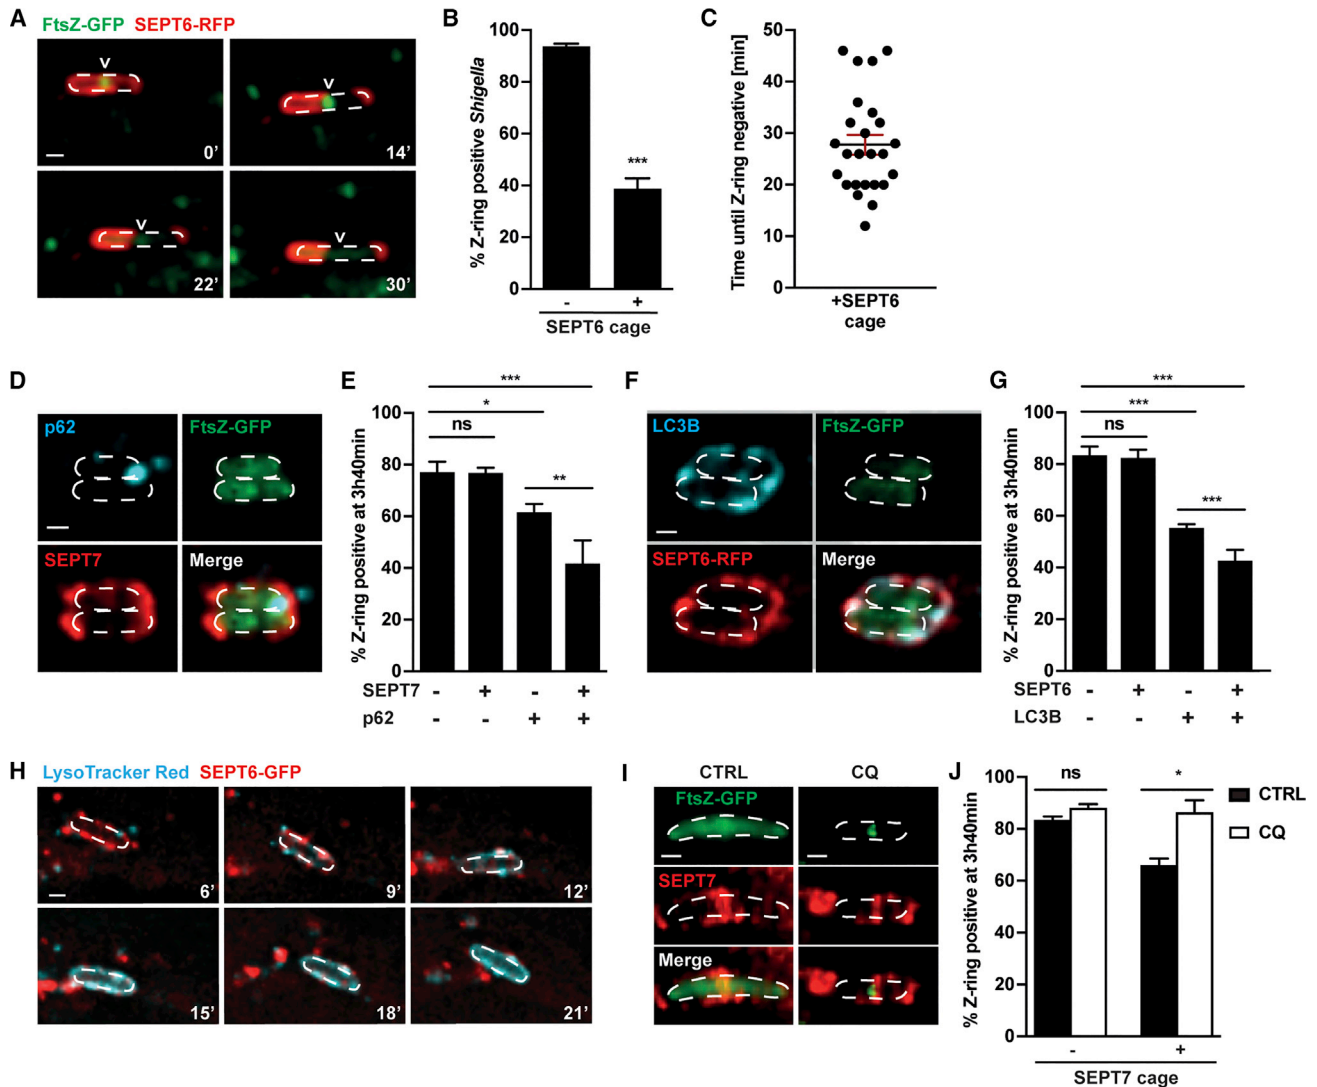 A
FtsZ-GFP SEPT6-RFP
v
0’
v
14’
v
22’
v
30’
B
% Z-ring positive Shigella
100
80
60
40
20
0
***
- +
SEPT6 cage
C
Time until Z-ring negative [min]
50
40
30
20
10
0
+SEPT6
cage
D
p62
FtsZ-GFP
SEPT7
Merge
E
% Z-ring positive at 3h40min
100
80
60
40
20
0
***
*
ns
**
SEPT7 - + - +
p62 - - + +
F
LC3B
FtsZ-GFP
SEPT6-RFP
Merge
G
% Z-ring positive at 3h40min
100
80
60
40
20
0
***
***
ns
***
SEPT6 - + - +
LC3B - - + +
H
LysoTracker Red SEPT6-GFP
6’
9’
12’
15’
18’
21’
I
CTRL CQ
FtsZ-GFP
SEPT7
Merge
J
% Z-ring positive at 3h40min
100
80
60
40
20
0
ns
*
CTRL
CQ
- +
SEPT7 cage